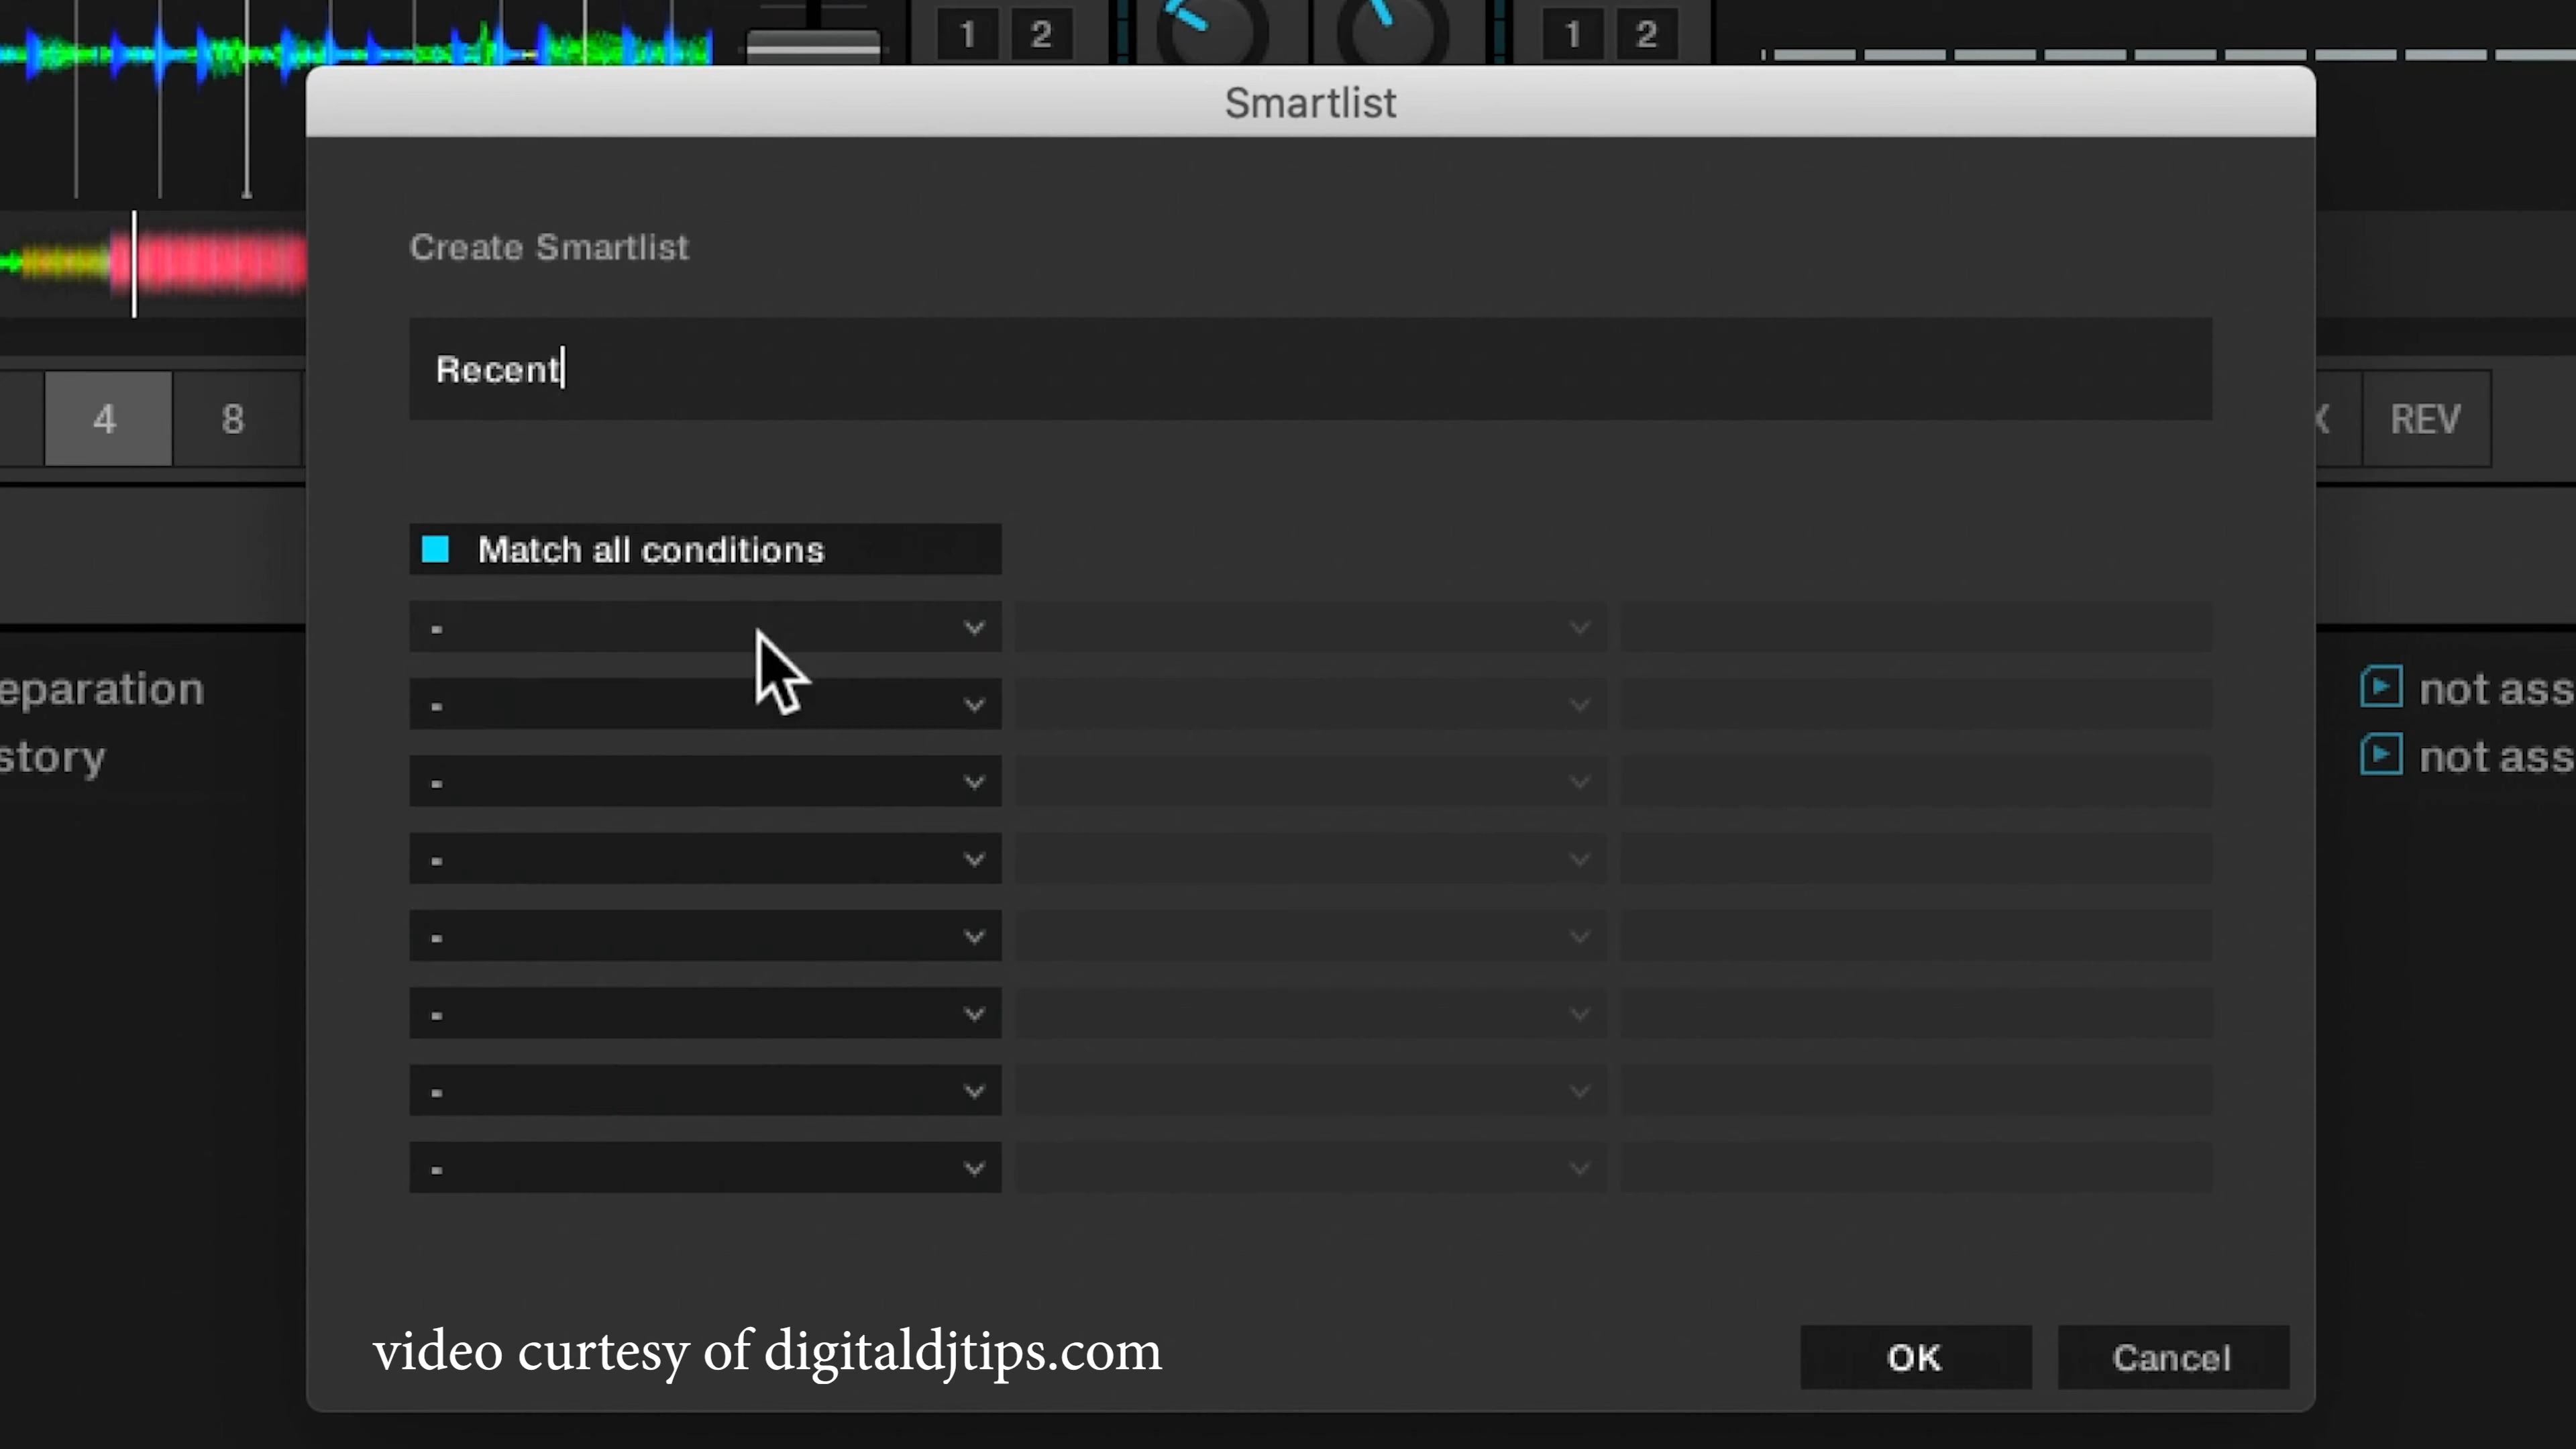 1 2 1 2
Smartlist
Create Smartlist
Recent
4 8
REV
Match all conditions
-
-
eparation
not ass
story
not ass
-
-
-
-
-
-
video curtesy of digitaldjtips.com
OK
Cancel